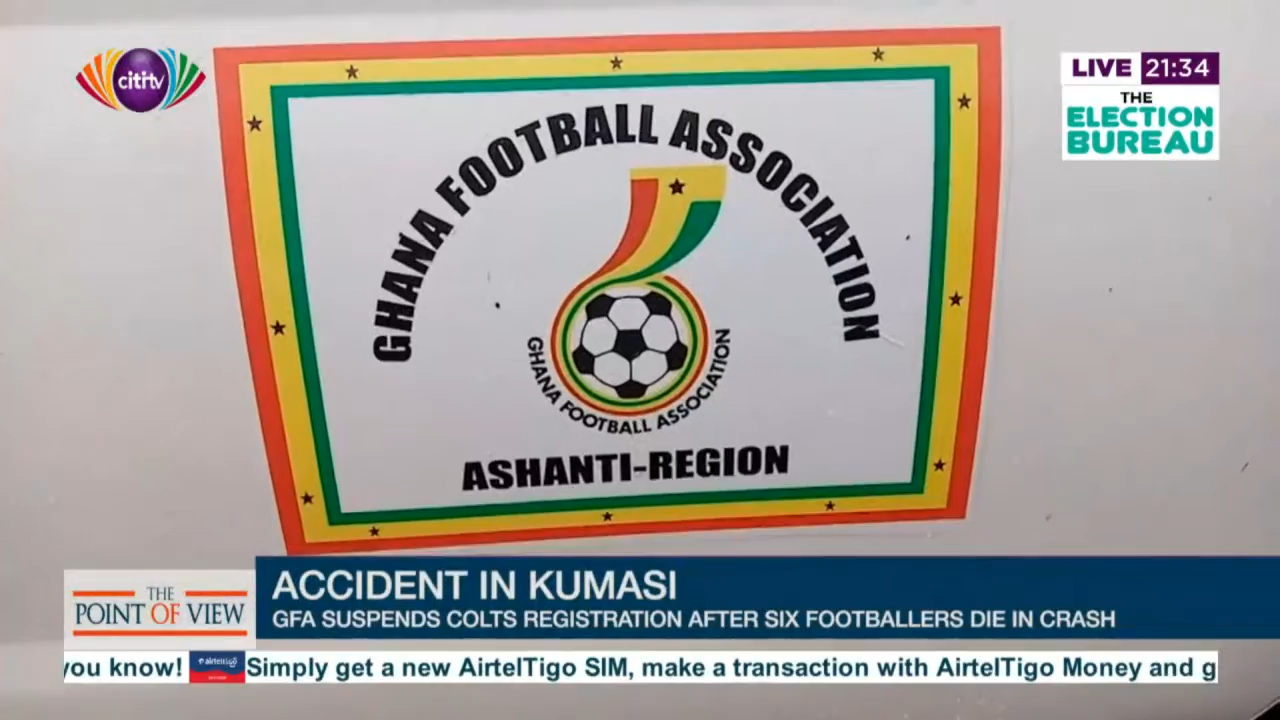 citi tv
LIVE 21:34
THE
ELECTION
BUREAU
GHANA FOOTBALL ASSOCIATION
GHANA FOOTBALL ASSOCIATION
ASHANTI-REGION
THE
POINT OF VIEW
ACCIDENT IN KUMASI
GFA SUSPENDS COLTS REGISTRATION AFTER SIX FOOTBALLERS DIE IN CRASH
you know! airteltigo Simply get a new AirtelTigo SIM, make a transaction with AirtelTigo Money and g